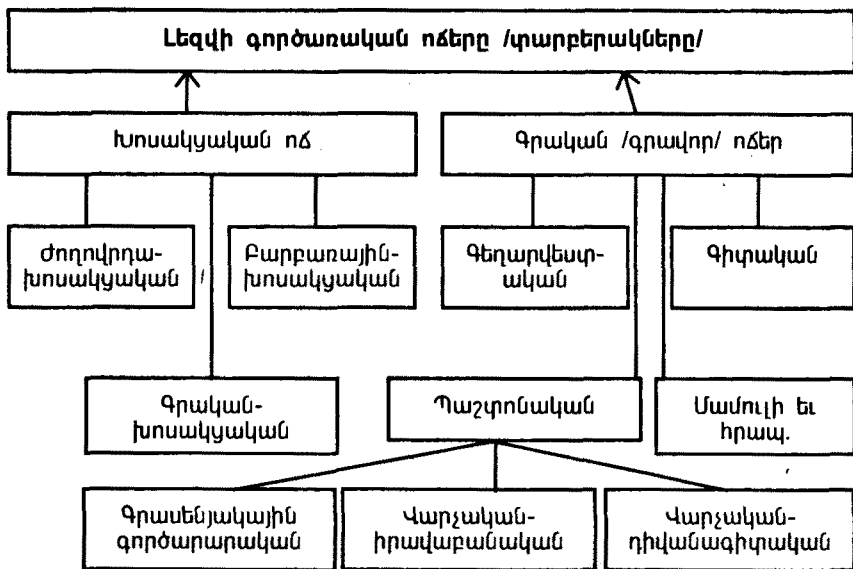 Լեզվի գործառական ոճերը /տարբերակները/
Խոսակցական ոճ
Գրական /գրավոր/ ոճեր
Ժողովրդա-
խոսակցական
Բարբառային-
խոսակցական
Գեղարվեստ-
ական
Գիտական
Գրական-
խոսակցական
Պաշտոնական
Մամուլի եւ
հրապ.
Գրասենյակային
գործարարական
Վարչական-
իրավաբանական
Վարչական-
դիվանագիտական